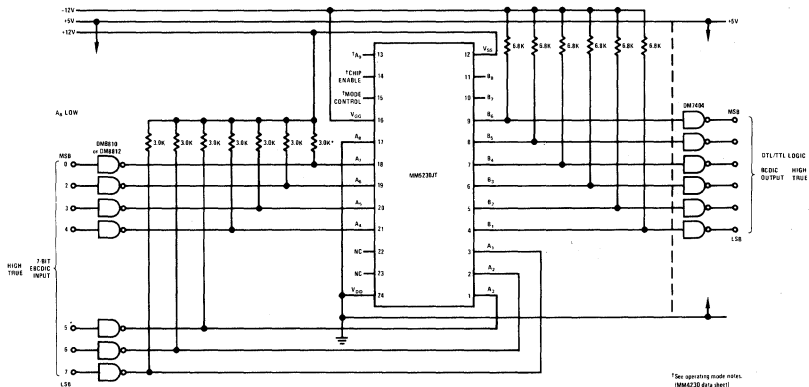 -12V
+5V
+12V
+5V
6.8K 6.8K 6.8K 6.8K 6.8K 6.8K
†A9 13
12 VSS
†CHIP ENABLE 14
11 B8
†MODE CONTROL 15
10 B7
VGG 16
9 B6
A8 17
8 B5
A7 18
7 B4
A6 19
6 B3
A5 20
5 B2
A4 21
4 B1
NC 22
3 A1
NC 23
2 A2
VDD 24
1 A3
MM5230JT
A8 LOW
3.0K 3.0K 3.0K 3.0K 3.0K 3.0K 3.0K*
DM8810
or DM8812
MSB 0
2
3
4
5
6
7
LSB
HIGH TRUE
7-BIT EBCDIC INPUT
DM7404
MSB
LSB
DTL/TTL LOGIC
BCDIC OUTPUT
HIGH TRUE
†See operating mode notes.
(MM4230 data sheet)